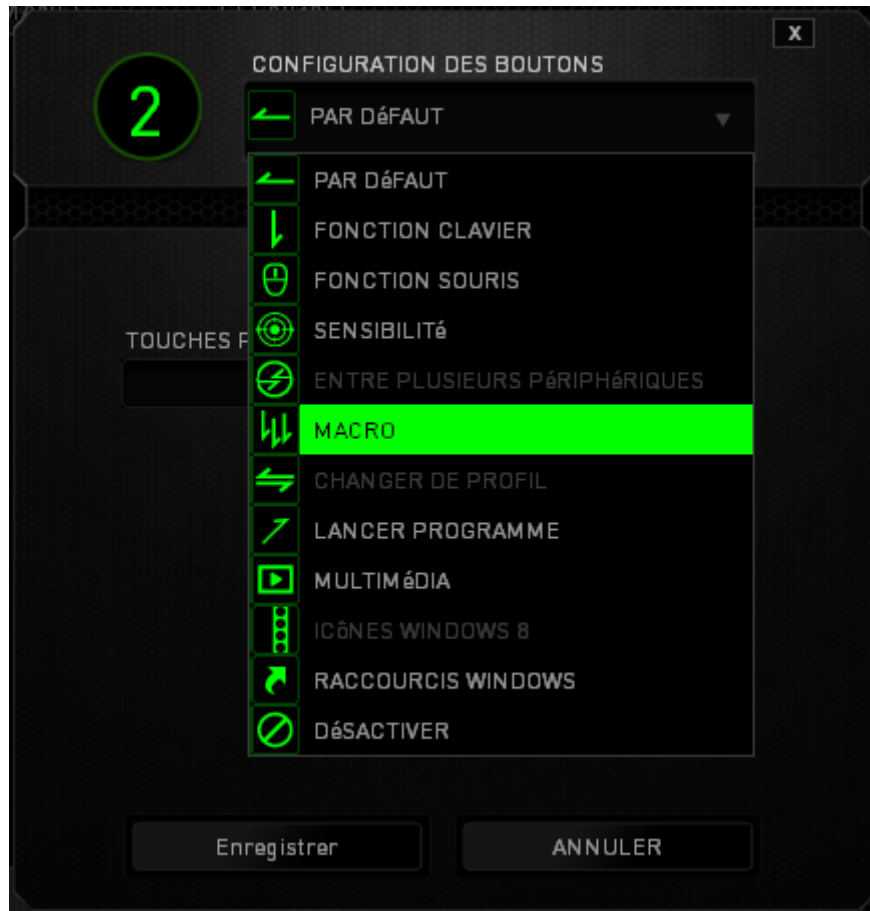 X
CONFIGURATION DES BOUTONS
2
PAR DéFAUT
PAR DéFAUT
FONCTION CLAVIER
FONCTION SOURIS
SENSIBILITé
TOUCHES
ENTRE PLUSIEURS PéRIPHéRIQUES
MACRO
CHANGER DE PROFIL
LANCER PROGRAMME
MULTIMéDIA
ICôNES WINDOWS 8
RACCOURCIS WINDOWS
DéSACTIVER
Enregistrer ANNULER